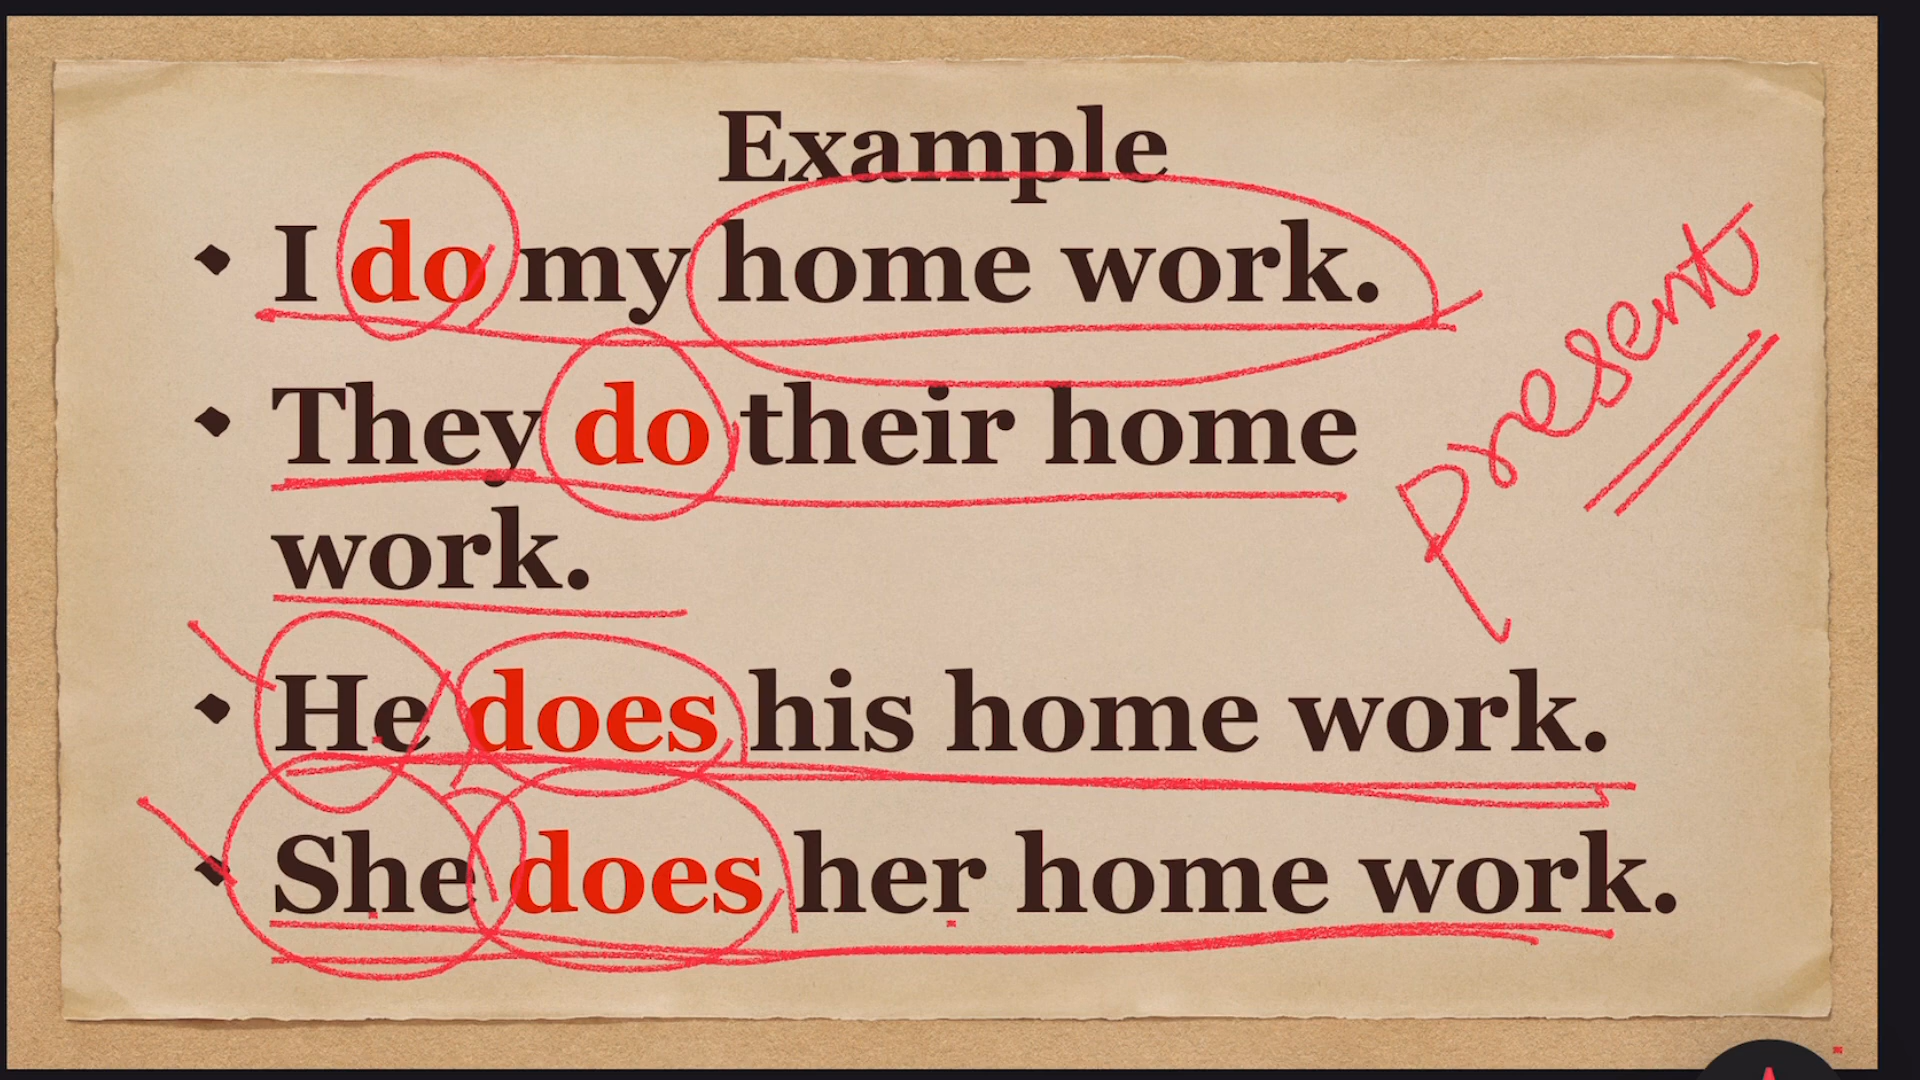 Example
I do my home work.
They do their home
work.
He does his home work.
She does her home work.
Present